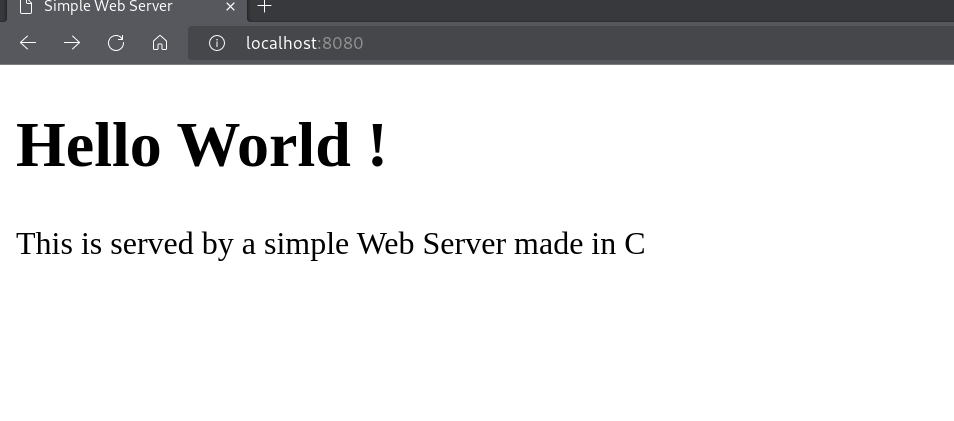 Simple Web Server
localhost:8080
Hello World !
This is served by a simple Web Server made in C